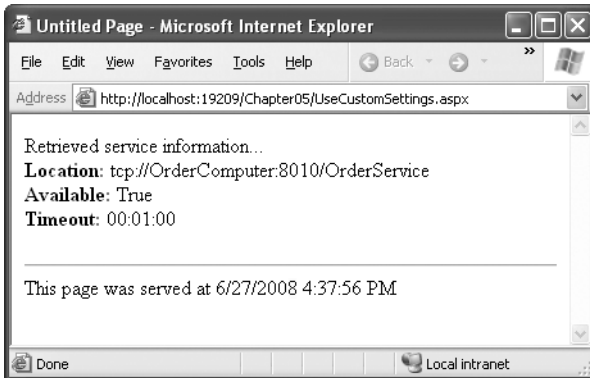 Untitled Page - Microsoft Internet Explorer
File Edit View Favorites Tools Help Back »
Address http://localhost:19209/Chapter05/UseCustomSettings.aspx
Retrieved service information...
Location: tcp://OrderComputer:8010/OrderService
Available: True
Timeout: 00:01:00
This page was served at 6/27/2008 4:37:56 PM
Done Local intranet